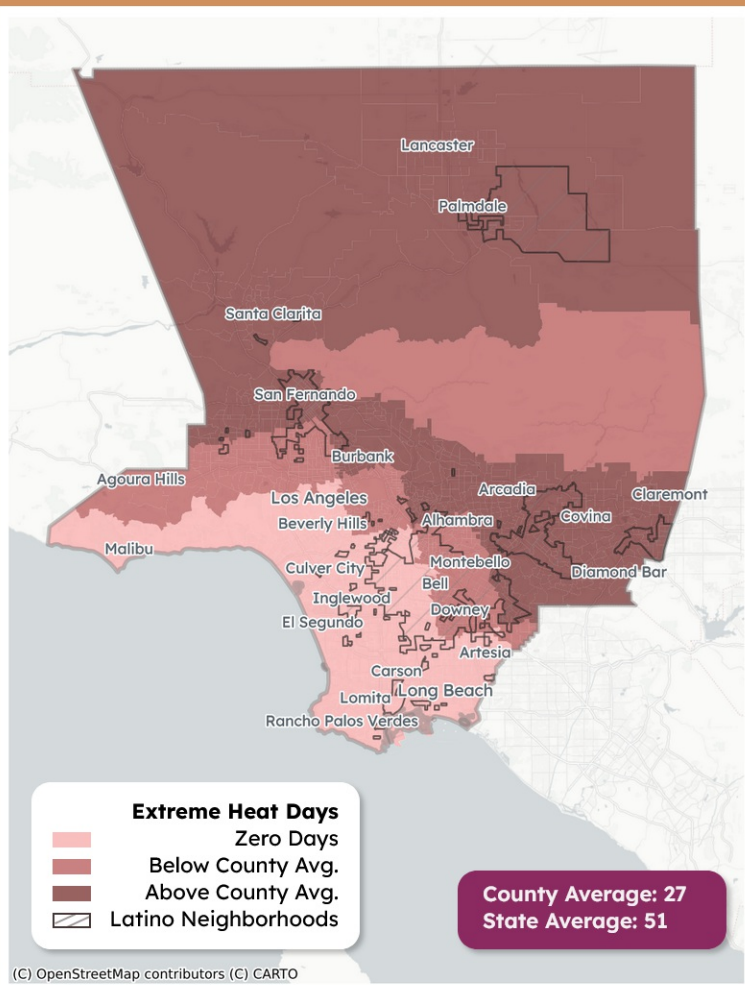 Lancaster
Palmdale
Santa Clarita
San Fernando
Burbank
Agoura Hills
Arcadia
Claremont
Los Angeles
Beverly Hills
Alhambra
Covina
Malibu
Culver City
Montebello
Diamond Bar
Bell
Inglewood
Downey
El Segundo
Artesia
Carson
Lomita
Long Beach
Rancho Palos Verdes
Extreme Heat Days
Zero Days
Below County Avg.
Above County Avg.
Latino Neighborhoods
County Average: 27
State Average: 51
(C) OpenStreetMap contributors (C) CARTO